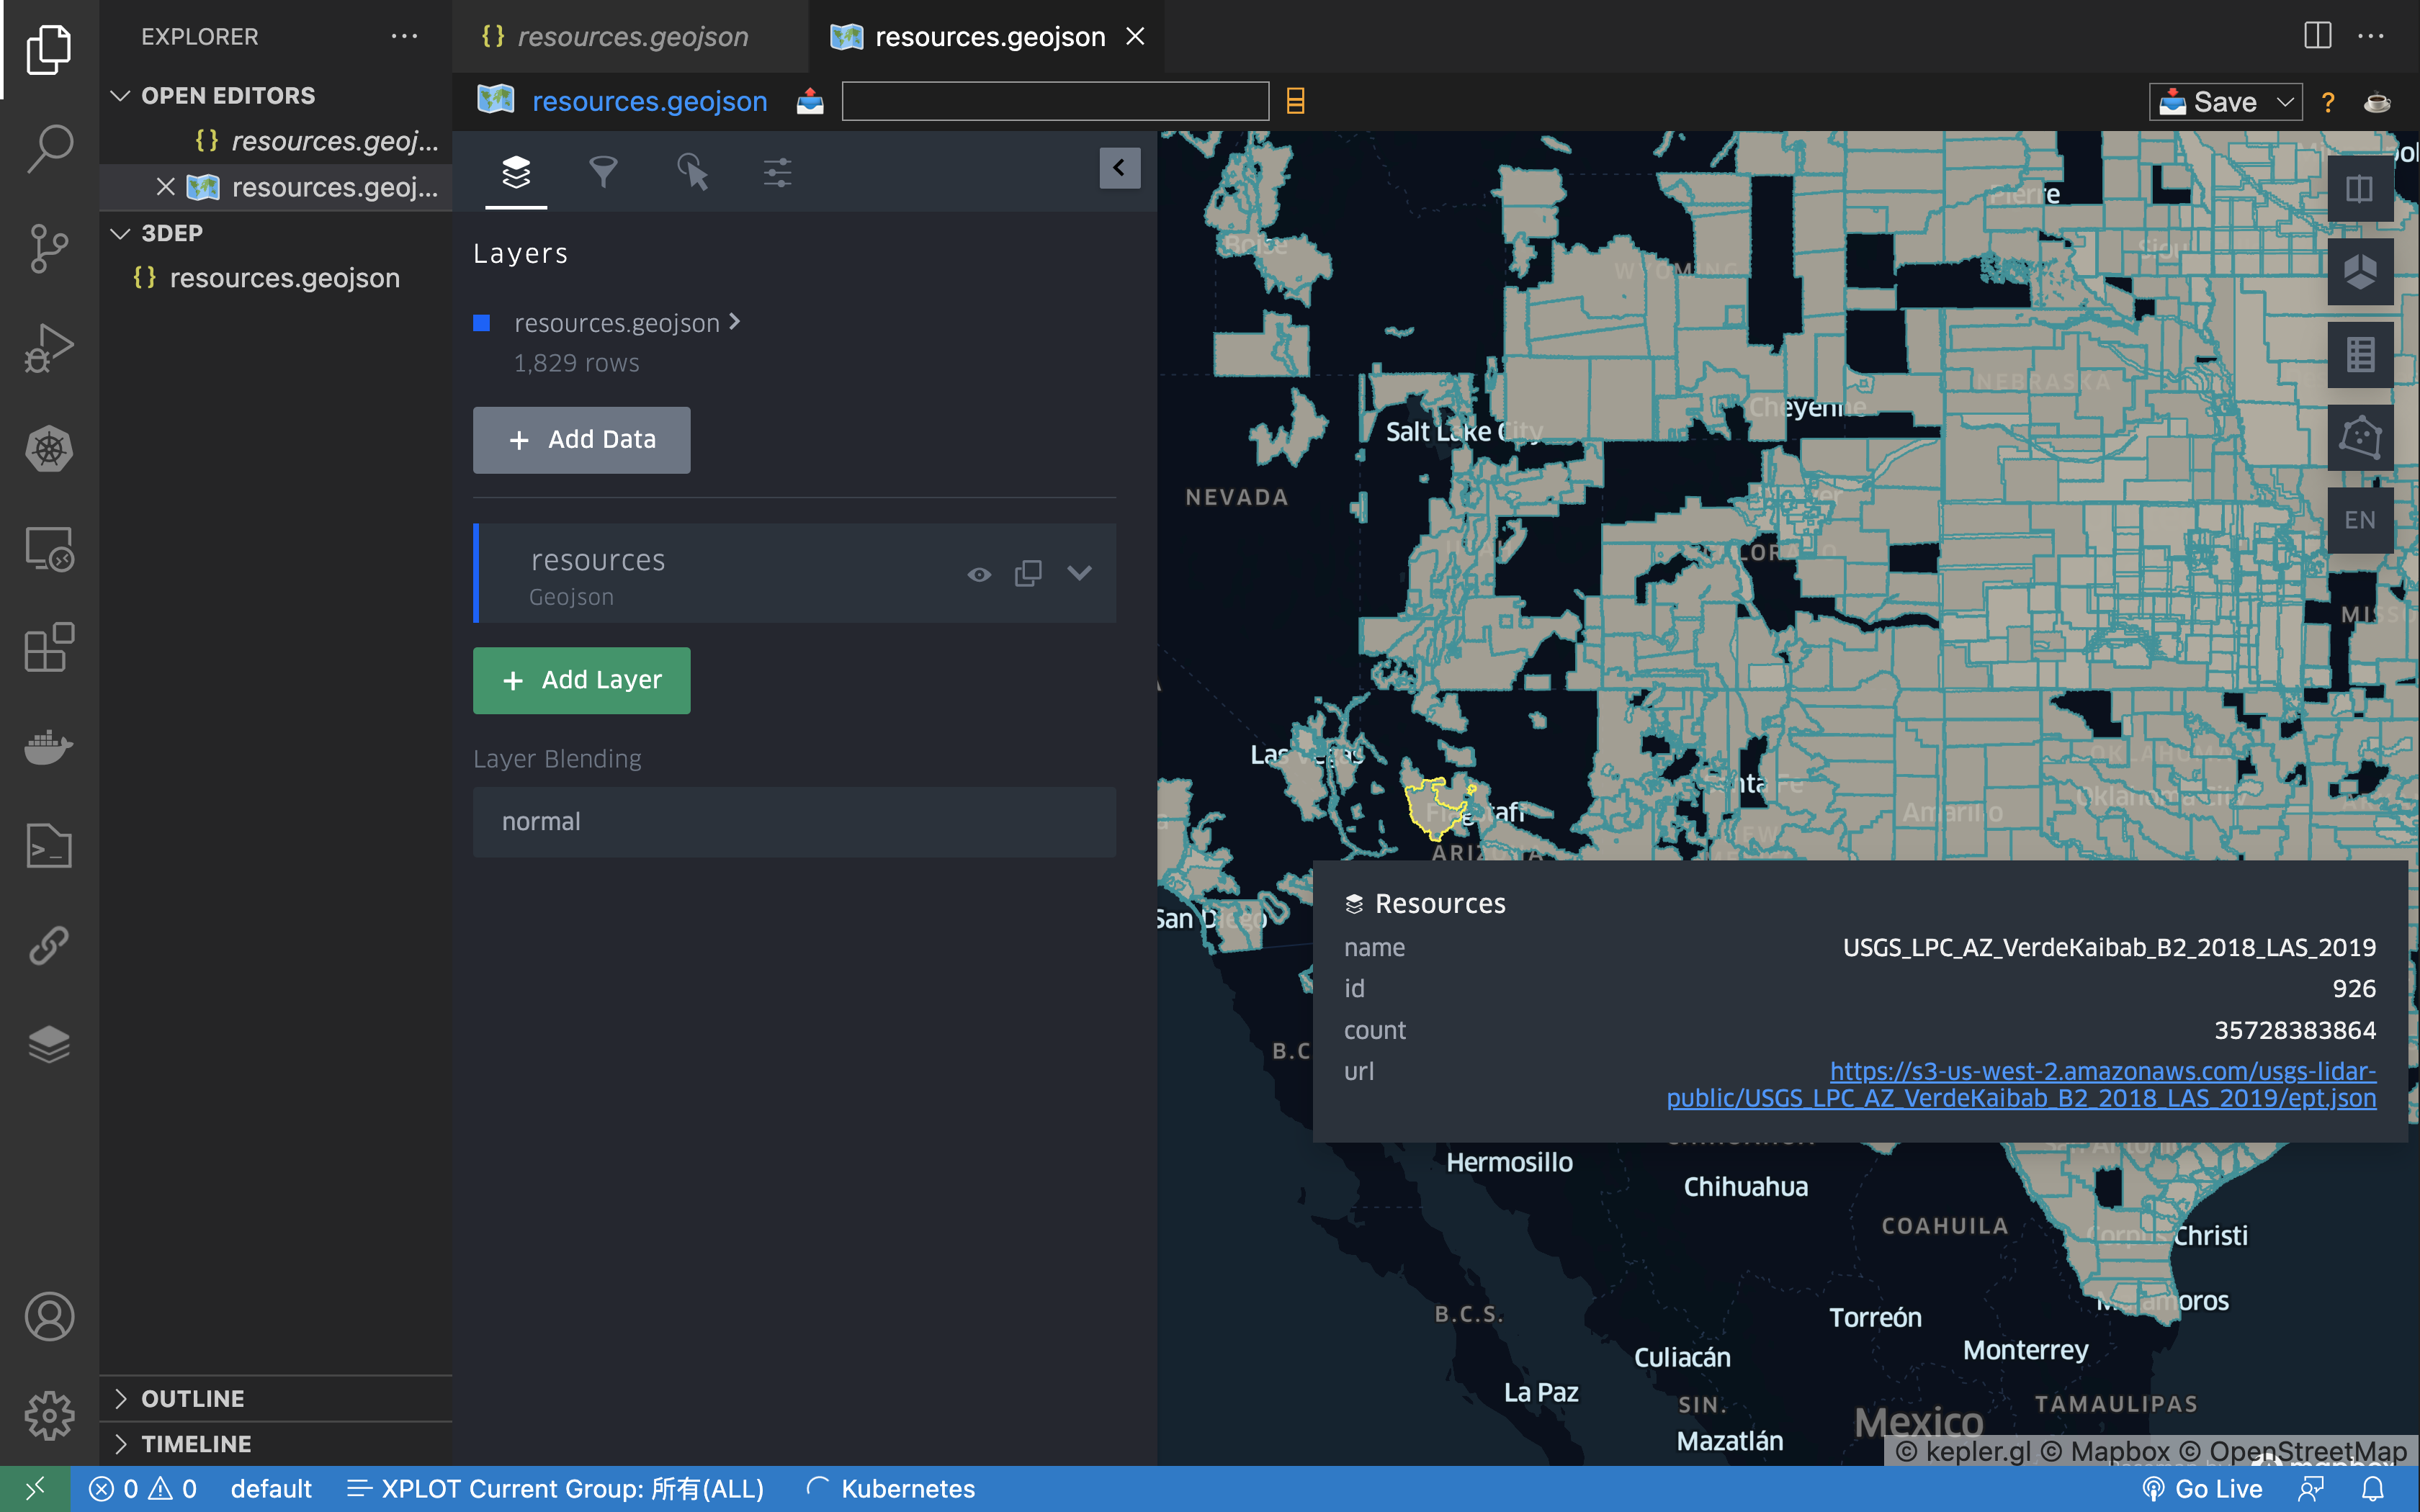 EXPLORER
OPEN EDITORS
{} resources.geoj...
resources.geoj...
3DEP
{} resources.geojson
OUTLINE
TIMELINE
{} resources.geojson
resources.geojson
resources.geojson
Save
?
Layers
resources.geojson
1,829 rows
+ Add Data
resources
Geojson
+ Add Layer
Layer Blending
normal
EN
Pierre
Boise
WYOMING
NEBRASKA
Cheyenne
Salt Lake City
NEVADA
UTAH
COLORADO
Las Vegas
Santa Fe
OKLAHOMA
Oklahoma City
Amarillo
Flagstaff
ARIZONA
San Diego
Resources
name USGS_LPC_AZ_VerdeKaibab_B2_2018_LAS_2019
id 926
count 35728383864
url https://s3-us-west-2.amazonaws.com/usgs-lidar-
public/USGS_LPC_AZ_VerdeKaibab_B2_2018_LAS_2019/ept.json
B.C
Hermosillo
Chihuahua
COAHUILA
Corpus Christi
Matamoros
B.C.S.
Torreón
Monterrey
Culiacán
La Paz
SIN.
TAMAULIPAS
Mexico
Mazatlán
© kepler.gl © Mapbox © OpenStreetMap
0 0 default XPLOT Current Group: 所有(ALL) Kubernetes Go Live